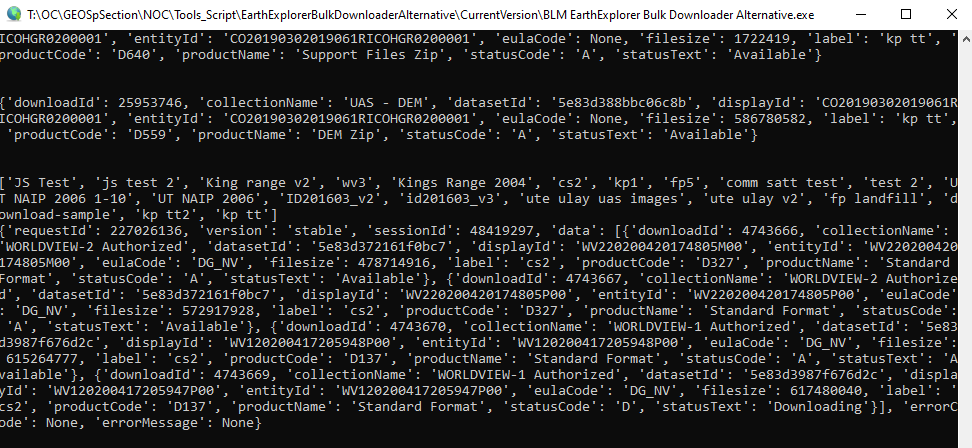 T:\OC\GEOSpSection\NOC\Tools_Script\EarthExplorerBulkDownloaderAlternative\CurrentVersion\BLM EarthExplorer Bulk Downloader Alternative.exe
RICOHGR0200001', 'entityId': 'CO20190302019061RICOHGR0200001', 'eulaCode': None, 'filesize': 1722419, 'label': 'kp tt', '
productCode': 'D640', 'productName': 'Support Files Zip', 'statusCode': 'A', 'statusText': 'Available'}
{'downloadId': 25953746, 'collectionName': 'UAS - DEM', 'datasetId': '5e83d388bbc06c8b', 'displayId': 'CO20190302019061R
ICOHGR0200001', 'entityId': 'CO20190302019061RICOHGR0200001', 'eulaCode': None, 'filesize': 586780582, 'label': 'kp tt',
'productCode': 'D559', 'productName': 'DEM Zip', 'statusCode': 'A', 'statusText': 'Available'}
['JS Test', 'js test 2', 'King range v2', 'wv3', 'Kings Range 2004', 'cs2', 'kp1', 'fp5', 'comm satt test', 'test 2', 'U
T NAIP 2006 1-10', 'UT NAIP 2006', 'ID201603_v2', 'id201603_v3', 'ute ulay uas images', 'ute ulay v2', 'fp landfill', 'd
ownload-sample', 'kp tt2', 'kp tt']
{'requestId': 227026136, 'version': 'stable', 'sessionId': 48419297, 'data': [{'downloadId': 4743666, 'collectionName':
'WORLDVIEW-2 Authorized', 'datasetId': '5e83d372161f0bc7', 'displayId': 'WV220200420174805M00', 'entityId': 'WV220200420
174805M00', 'eulaCode': 'DG_NV', 'filesize': 478714916, 'label': 'cs2', 'productCode': 'D327', 'productName': 'Standard
Format', 'statusCode': 'A', 'statusText': 'Available'}, {'downloadId': 4743667, 'collectionName': 'WORLDVIEW-2 Authorize
d', 'datasetId': '5e83d372161f0bc7', 'displayId': 'WV220200420174805P00', 'entityId': 'WV220200420174805P00', 'eulaCode'
: 'DG_NV', 'filesize': 572917928, 'label': 'cs2', 'productCode': 'D327', 'productName': 'Standard Format', 'statusCode':
'A', 'statusText': 'Available'}, {'downloadId': 4743670, 'collectionName': 'WORLDVIEW-1 Authorized', 'datasetId': '5e83
d3987f676d2c', 'displayId': 'WV120200417205948P00', 'entityId': 'WV120200417205948P00', 'eulaCode': 'DG_NV', 'filesize':
615264777, 'label': 'cs2', 'productCode': 'D137', 'productName': 'Standard Format', 'statusCode': 'A', 'statusText': 'A
vailable'}, {'downloadId': 4743669, 'collectionName': 'WORLDVIEW-1 Authorized', 'datasetId': '5e83d3987f676d2c', 'displa
yId': 'WV120200417205947P00', 'entityId': 'WV120200417205947P00', 'eulaCode': 'DG_NV', 'filesize': 617480040, 'label': '
cs2', 'productCode': 'D137', 'productName': 'Standard Format', 'statusCode': 'D', 'statusText': 'Downloading'}], 'errorC
ode': None, 'errorMessage': None}